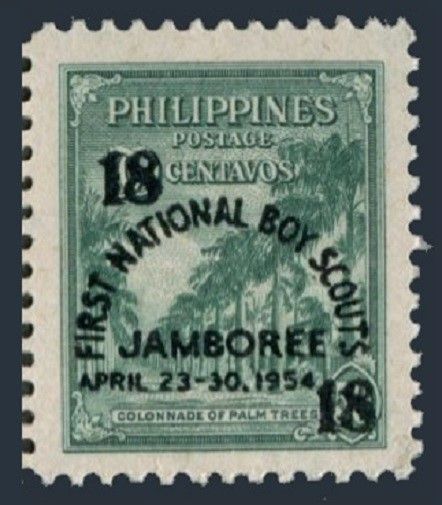 PHILIPPINES
POSTAGE
18 CENTAVOS
FIRST NATIONAL BOY SCOUTS
JAMBOREE
APRIL 23-30, 1954
18
COLONNADE OF PALM TREES